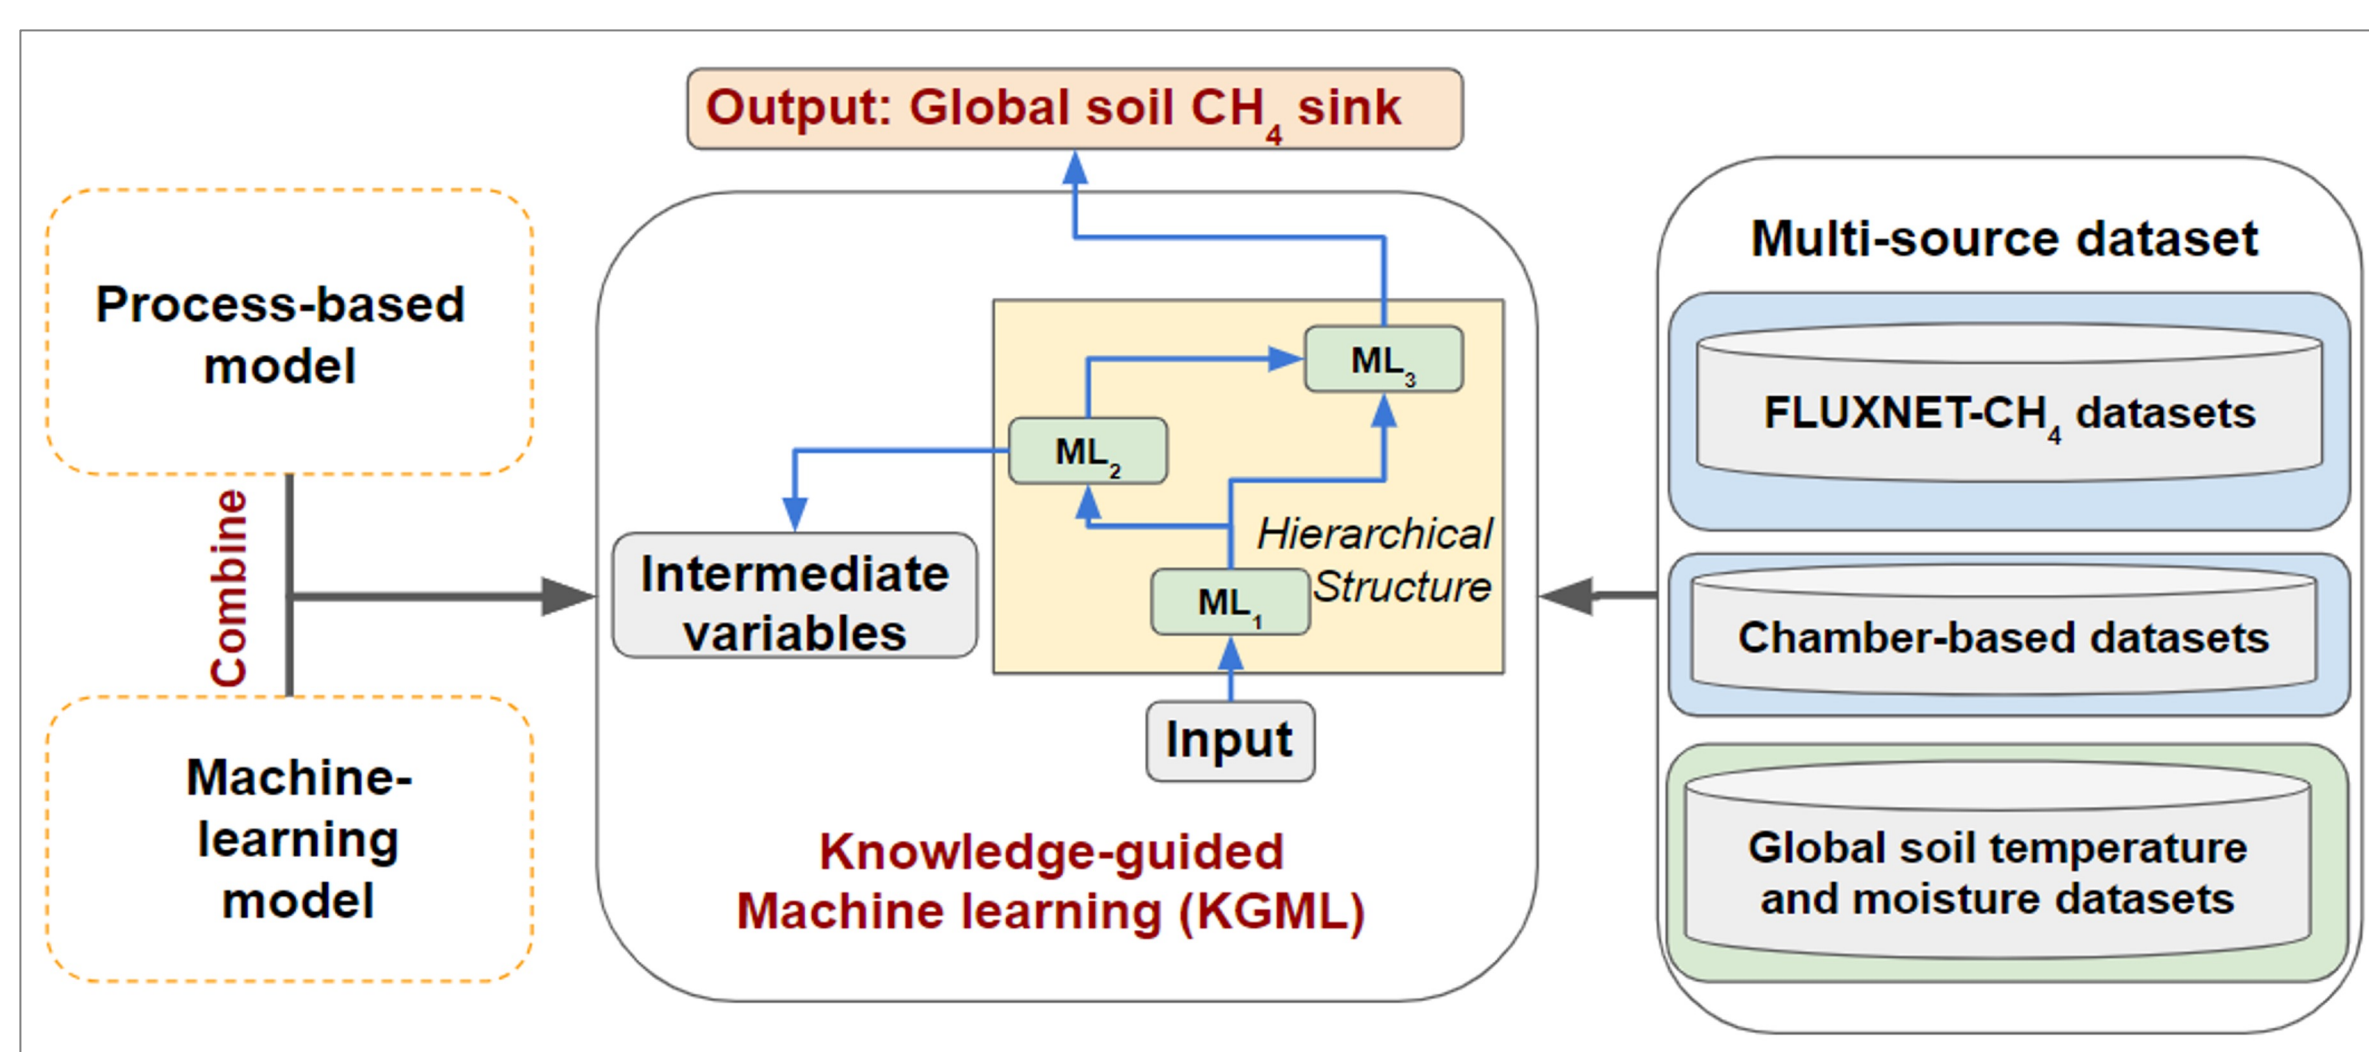 Output: Global soil CH₄ sink
Process-based
model
Combine
Machine-
learning
model
ML₃
ML₂
Hierarchical
Structure
ML₁
Intermediate
variables
Input
Knowledge-guided
Machine learning (KGML)
Multi-source dataset
FLUXNET-CH₄ datasets
Chamber-based datasets
Global soil temperature
and moisture datasets